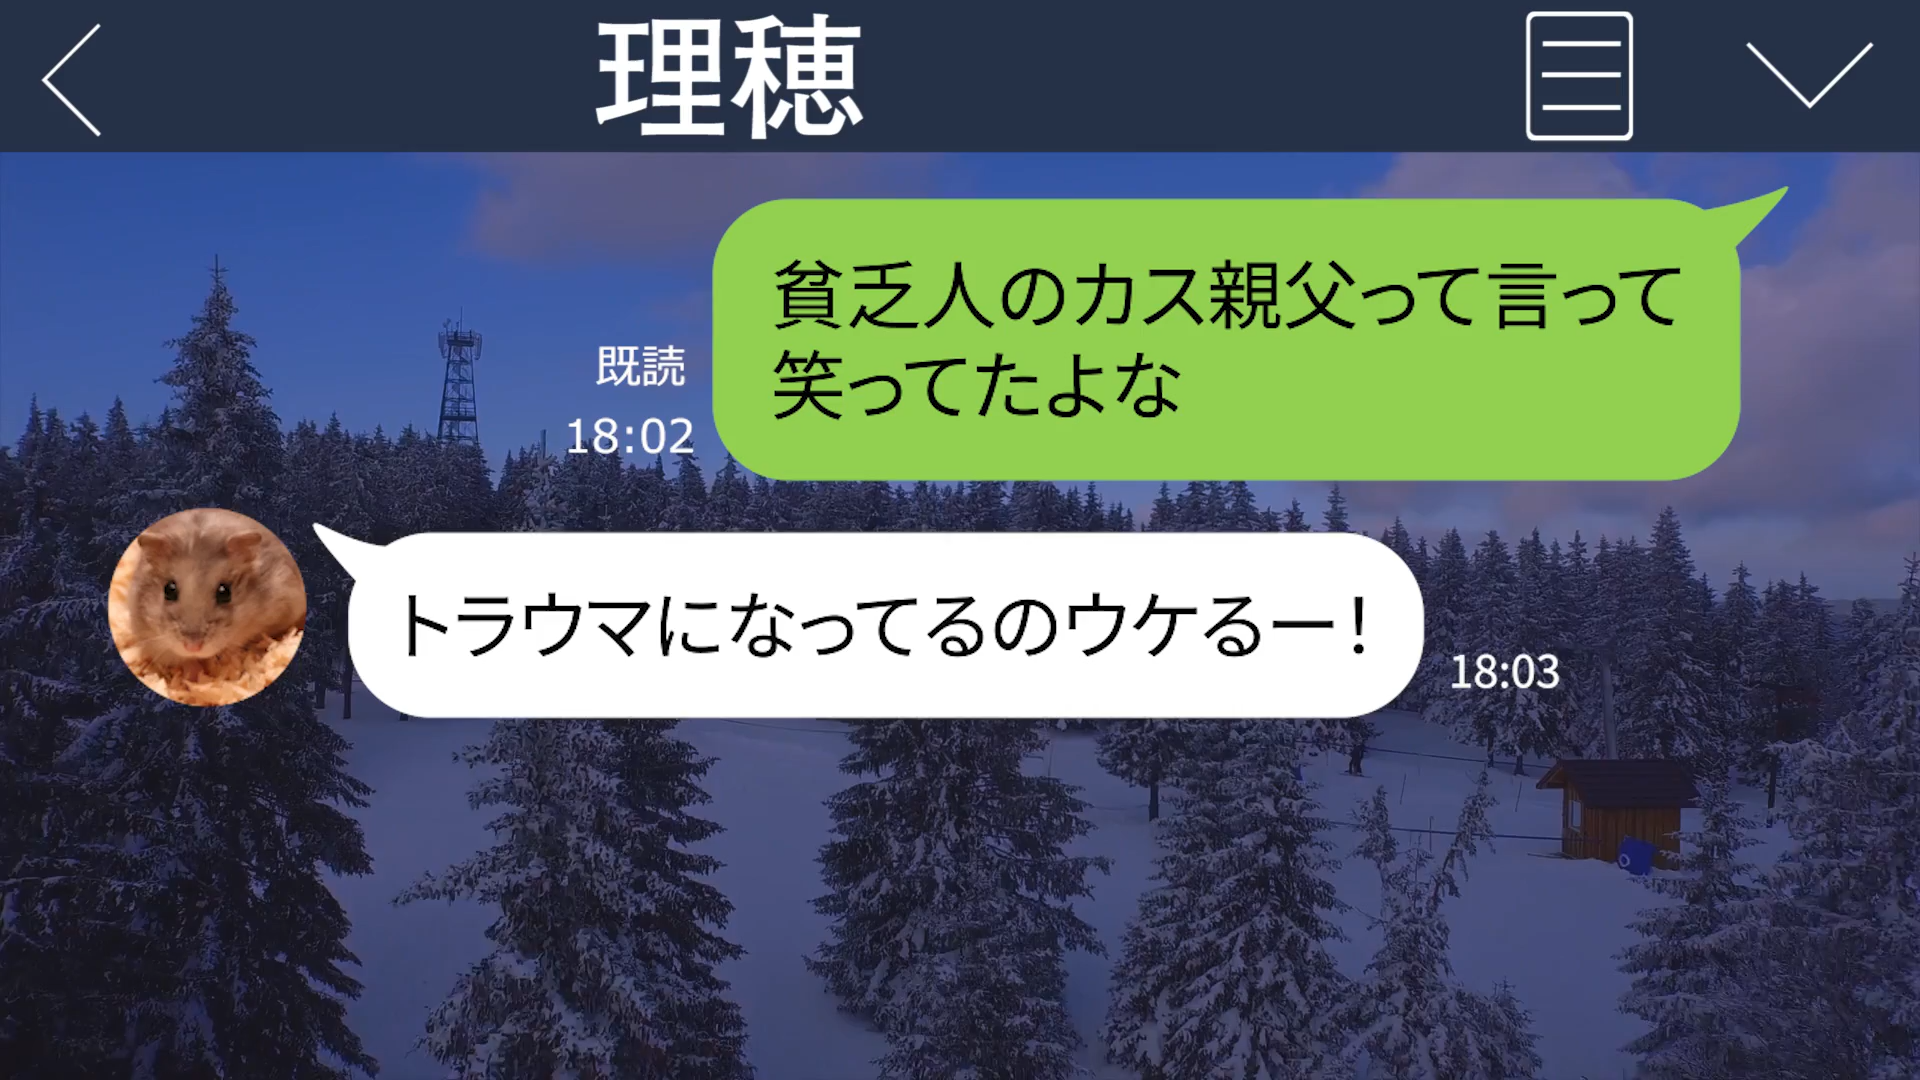 理穂
貧乏人のカス親父って言って
笑ってたよな
既読
18:02
トラウマになってるのウケるー！
18:03